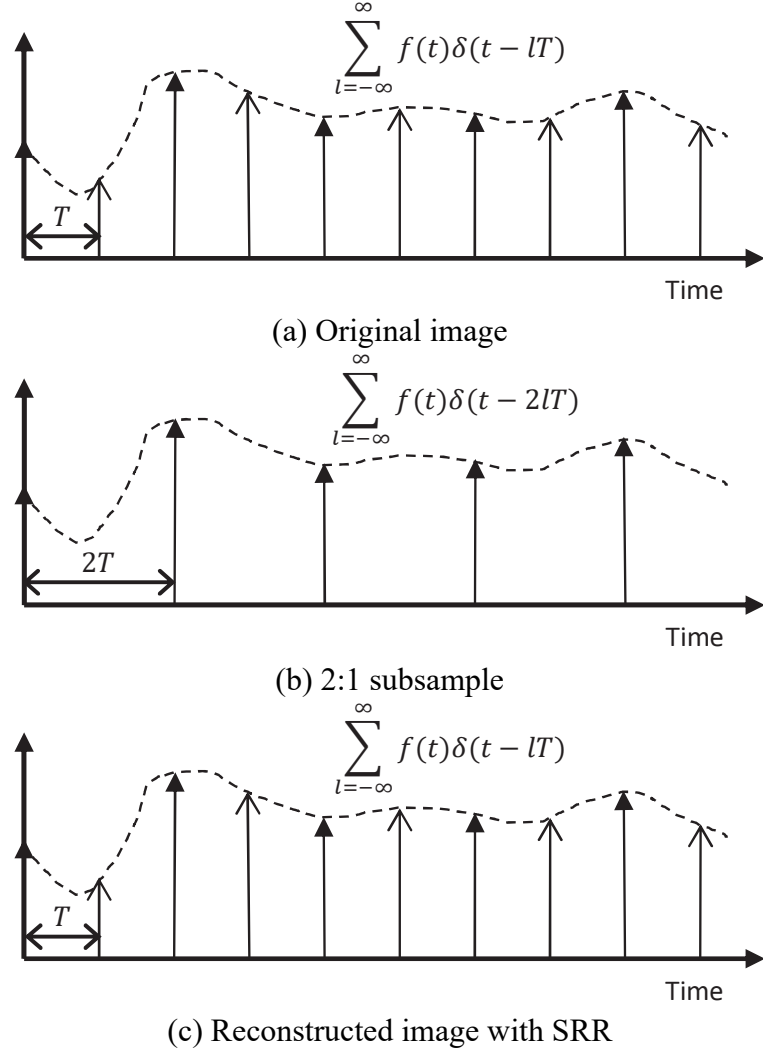 ∞
∑ f(t)δ(t − lT)
l=−∞
T
Time
(a) Original image
∞
∑ f(t)δ(t − 2lT)
l=−∞
2T
Time
(b) 2:1 subsample
∞
∑ f(t)δ(t − lT)
l=−∞
T
Time
(c) Reconstructed image with SRR